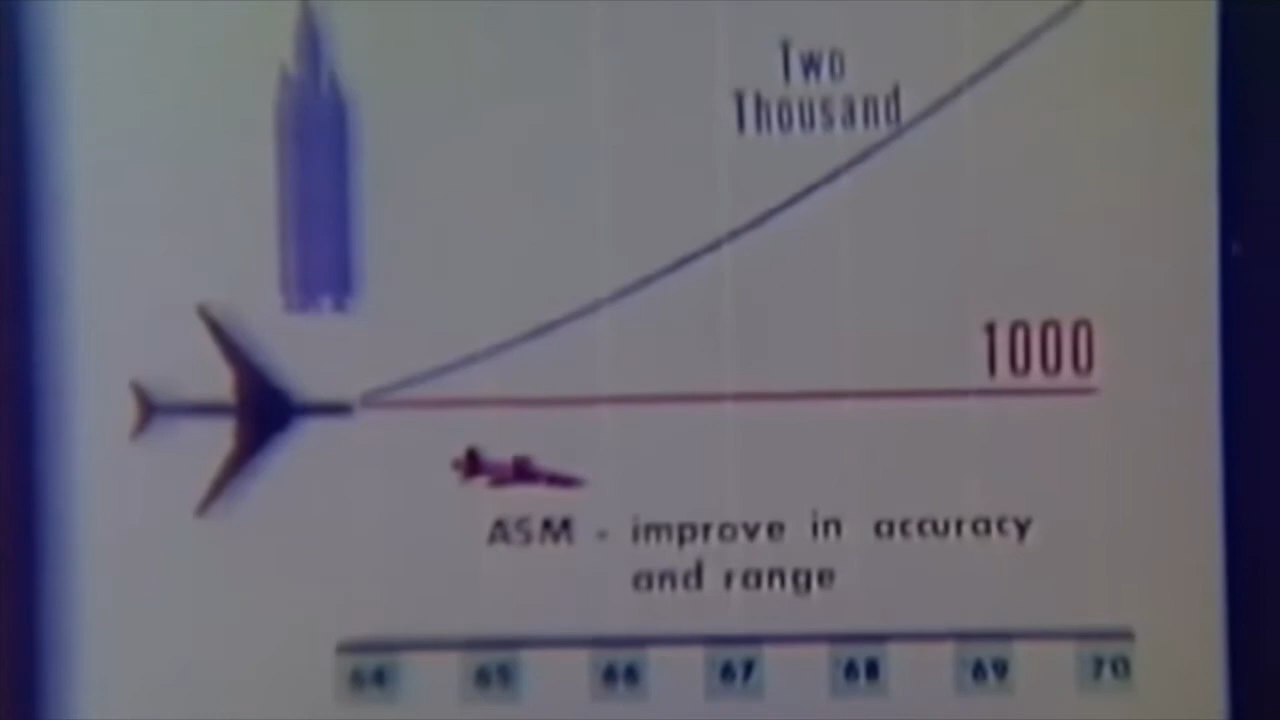 Two
Thousand
1000
ASM - improve in accuracy
and range
64 65 66 67 68 69 70